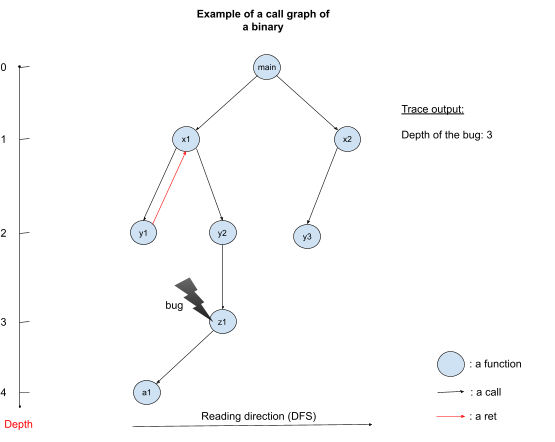 Example of a call graph of
a binary
0
main
Trace output:
1
x1
x2
Depth of the bug: 3
2
y1
y2
y3
bug
3
z1
: a function
4
a1
: a call
Reading direction (DFS)
: a ret
Depth